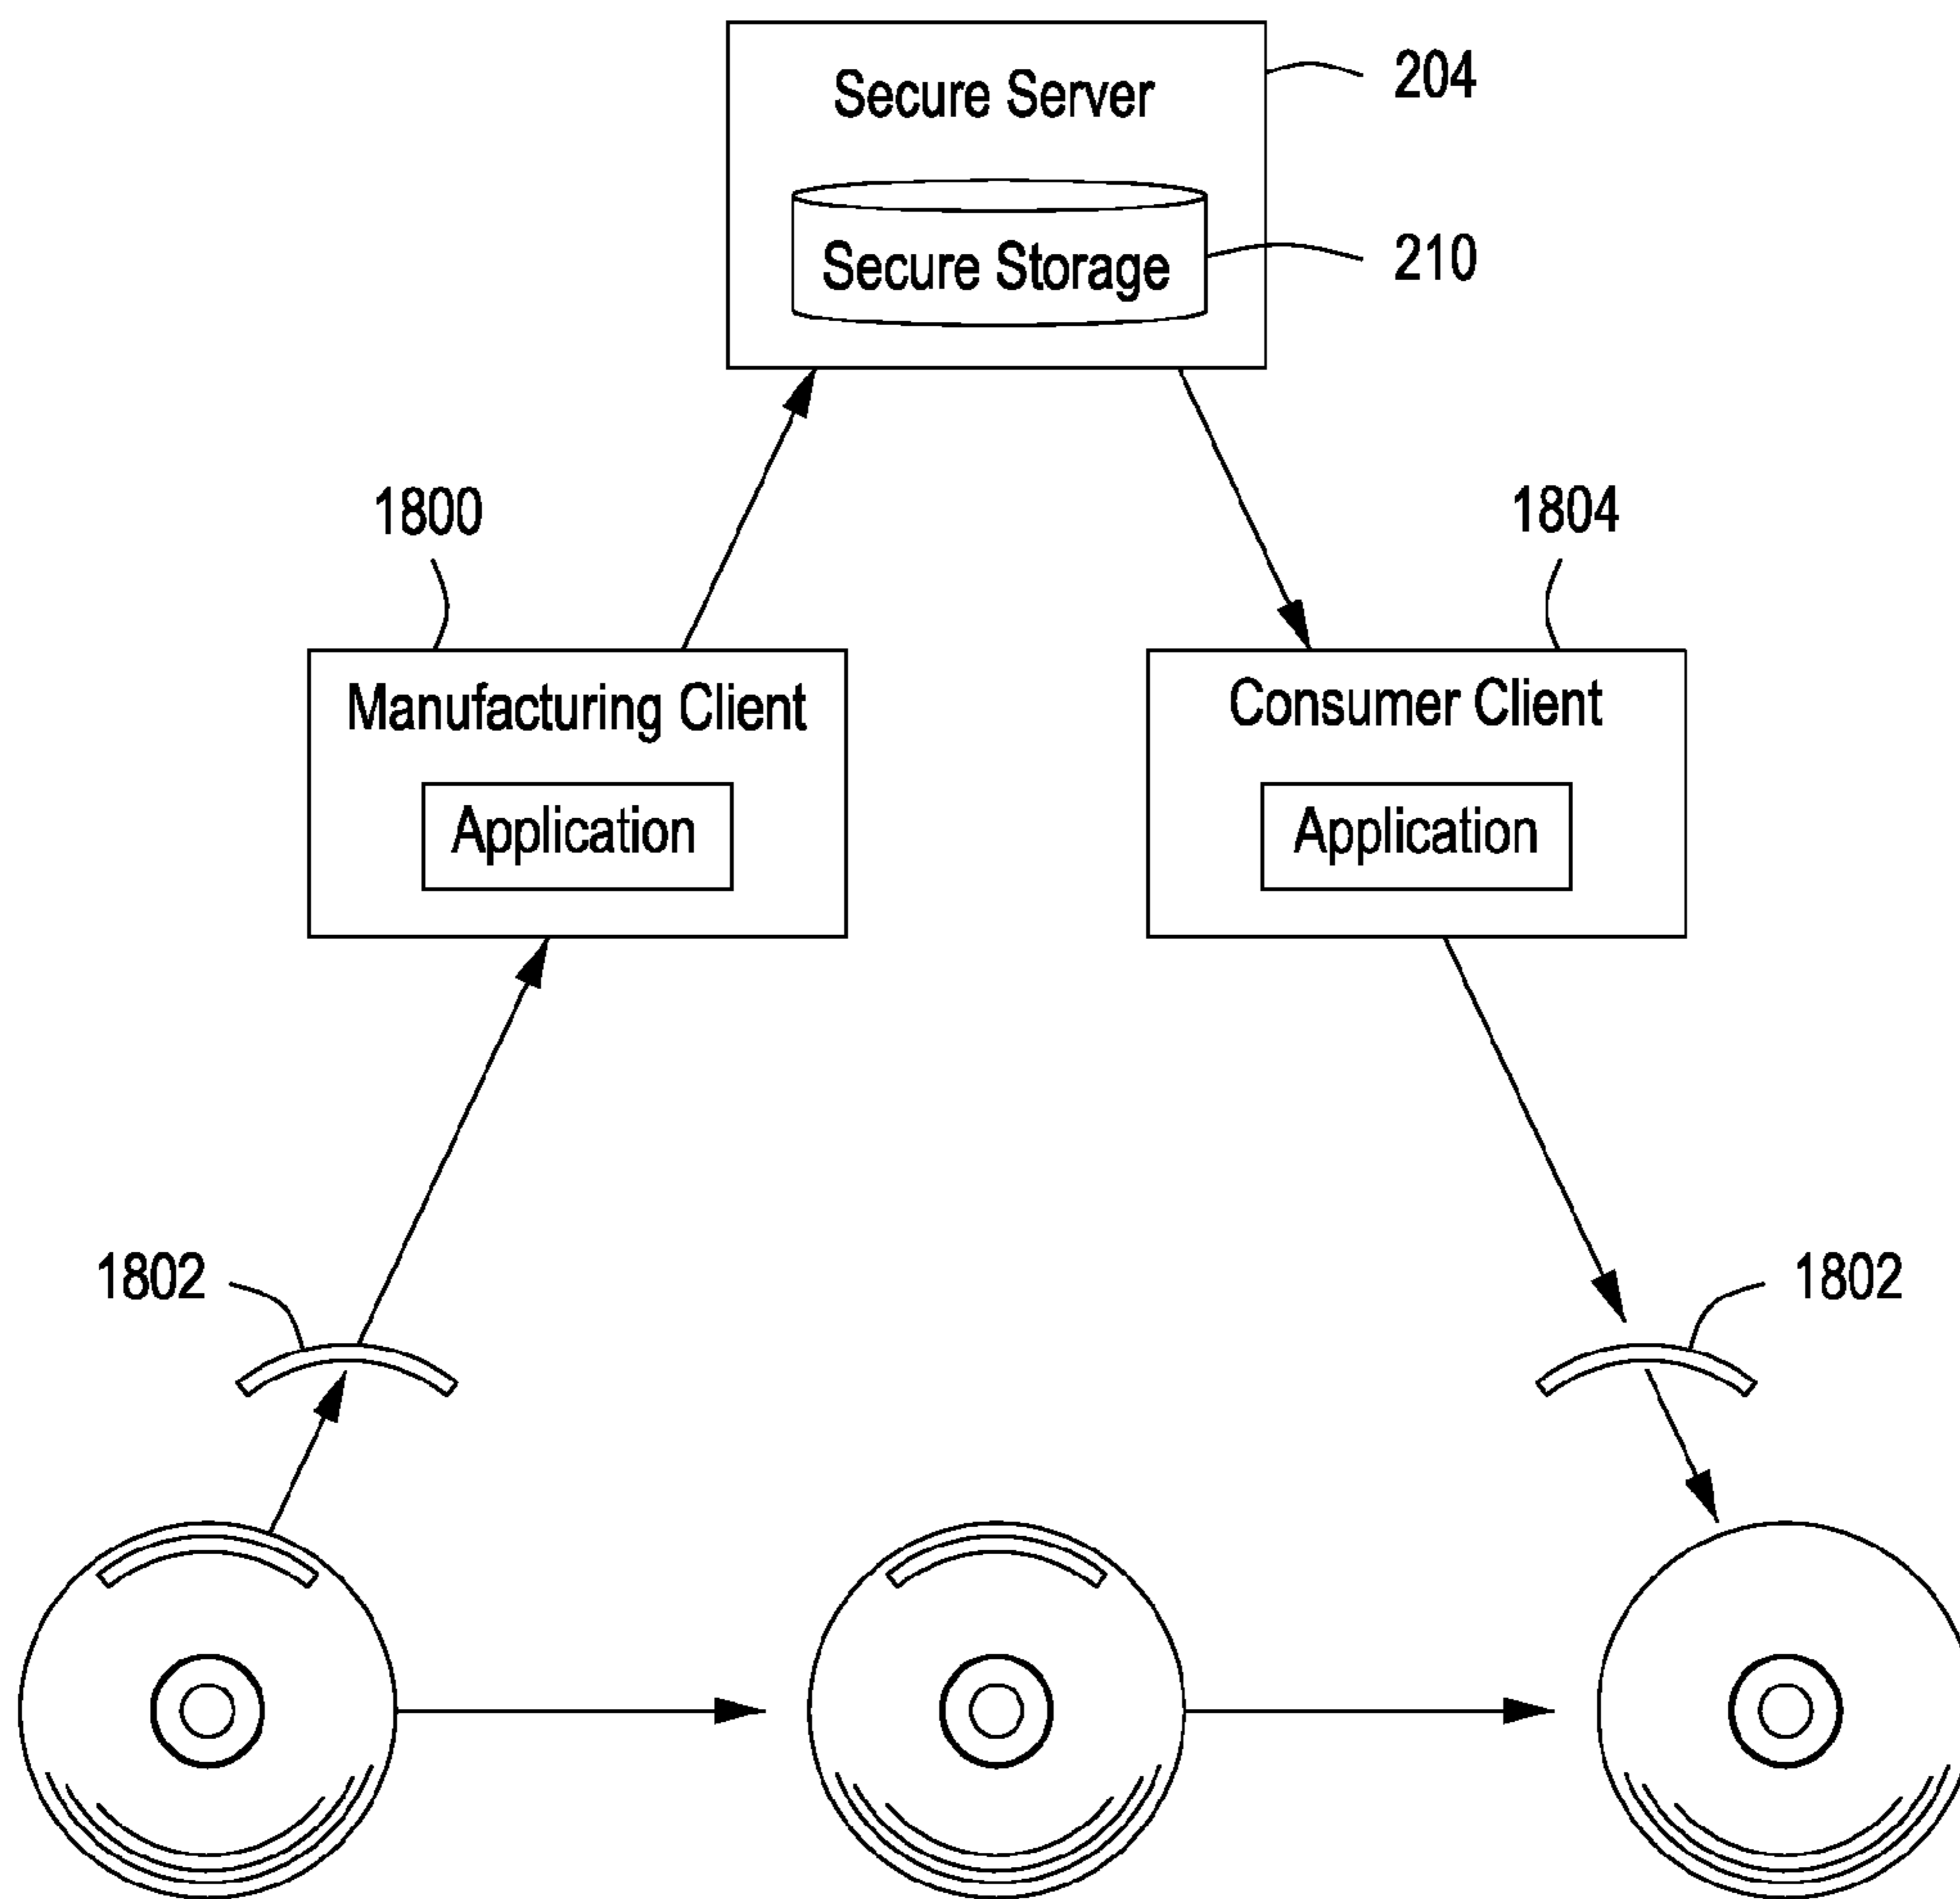 Secure Server
204
Secure Storage
210
1800
1804
Manufacturing Client
Consumer Client
Application
Application
1802
1802